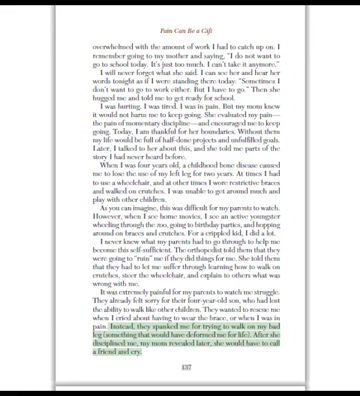 Pain Can Be a Gift
overwhelmed with the amount of work I had to catch up on. I
remember going to my mother and saying, "I do not want to
go to school today. It's just too much. I can't take it anymore."
I will never forget what she said. I can see her and hear her
words tonight as if I were standing there today: "Sometimes I
don't want to go to work either. But I have to go." Then she
hugged me and told me to get ready for school.
I was hurting. I was tired. I was in pain. But my mom knew
it would not harm me to keep going. She evaluated my pain—
the pain of momentary discipline—and encouraged me to keep
going. Today, I am thankful for her boundaries. Without them
my life would be full of half-done projects and unfulfilled goals.
Later, I talked to her about this, and she told me parts of the
story I had never heard before.
When I was four years old, a childhood bone disease caused
me to lose the use of my left leg for two years. At times I had
to use a wheelchair, and at other times I wore restrictive braces
and walked on crutches. I was unable to get around much and
play with other children.
As you can imagine, this was difficult for my parents to watch.
However, when I see home movies, I see an active youngster
wheeling through the zoo, going to birthday parties, and hopping
around on braces and crutches. For a crippled kid, I did a lot.
I never knew what my parents had to go through to help me
become this self-sufficient. The orthopedist told them that they
were going to "ruin" me if they did things for me. She told them
that they had to let me suffer through learning how to walk on
crutches, steer the wheelchair, and explain to others what was
wrong with me.
It was extremely painful for my parents to watch me struggle.
They already felt sorry for their four-year-old son, who had lost
the ability to walk like other children. They wanted to rescue me
when I cried about having to wear the brace, or when I was in
pain. Instead, they spanked me for trying to walk on my bad
leg (something that would have deformed me for life). After she
disciplined me, my mom revealed later, she would have to call
a friend and cry.
137